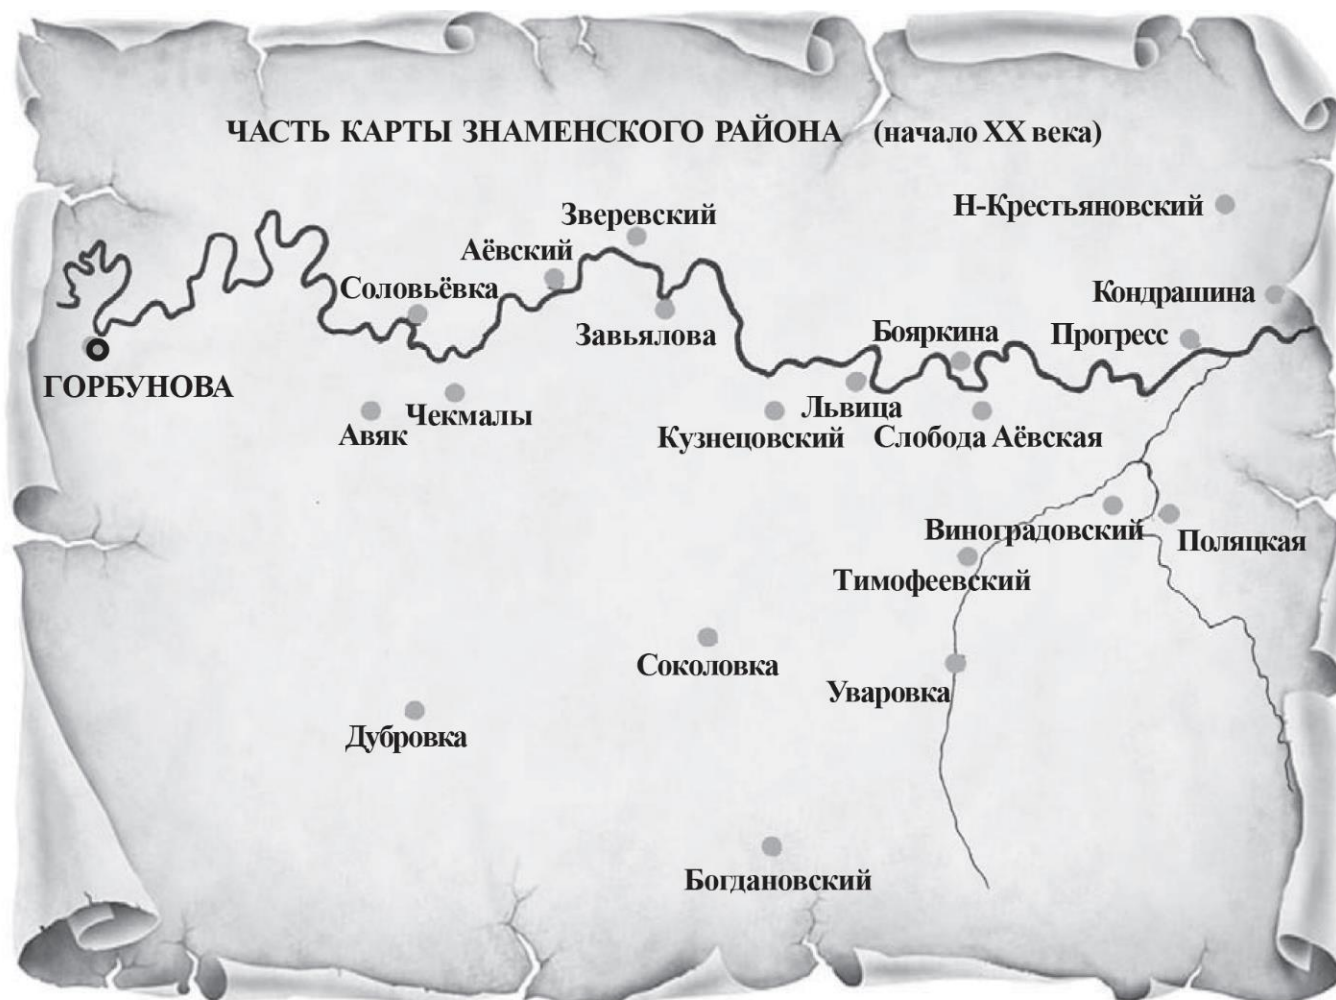 ЧАСТЬ КАРТЫ ЗНАМЕНСКОГО РАЙОНА (начало XX века)
Н-Крестьяновский
Зверевский
Аёвский
Соловьёвка
Кондрашина
Завьялова
Бояркина
Прогресс
ГОРБУНОВА
Чекмалы
Львица
Авяк
Кузнецовский
Слобода Аёвская
Виноградовский
Поляцкая
Тимофеевский
Соколовка
Уваровка
Дубровка
Богдановский